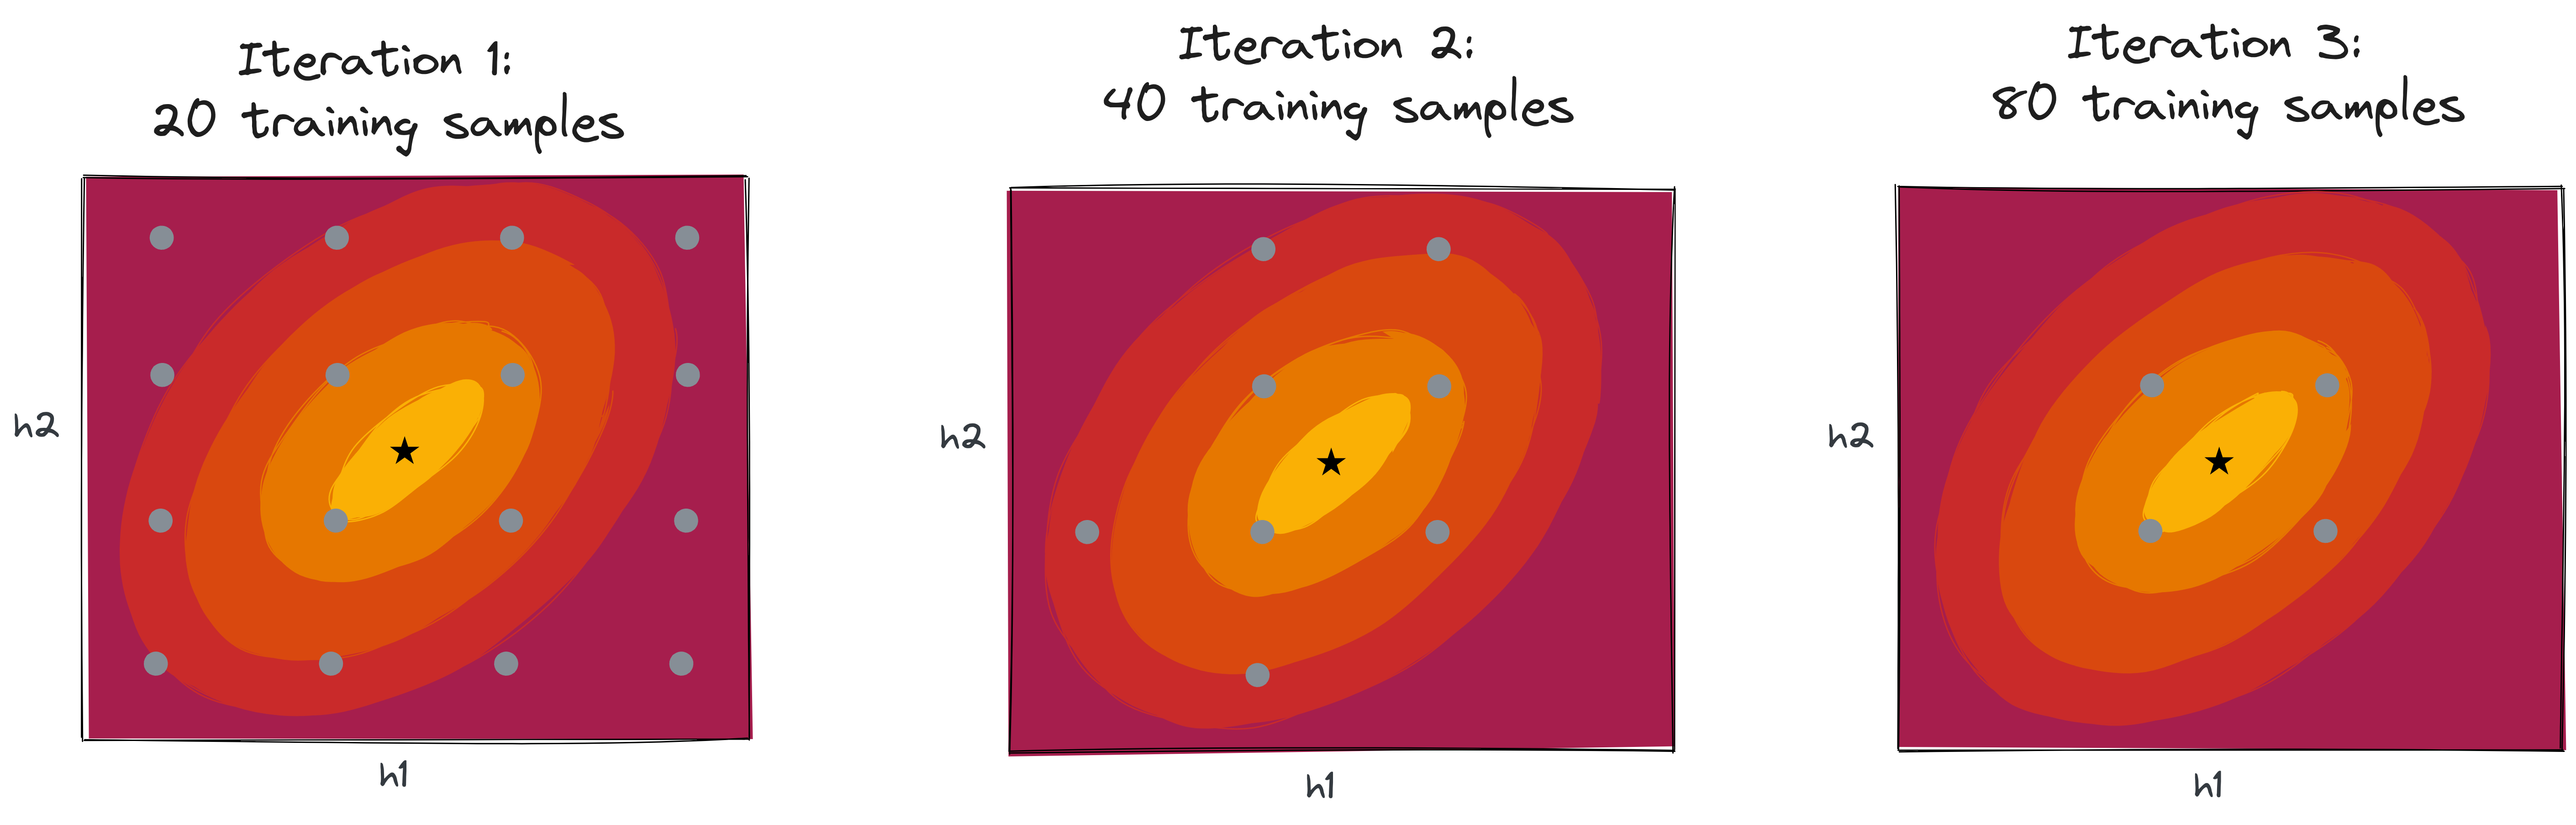 Iteration 1:
20 training samples
h2
h1
Iteration 2:
40 training samples
h2
h1
Iteration 3:
80 training samples
h2
h1